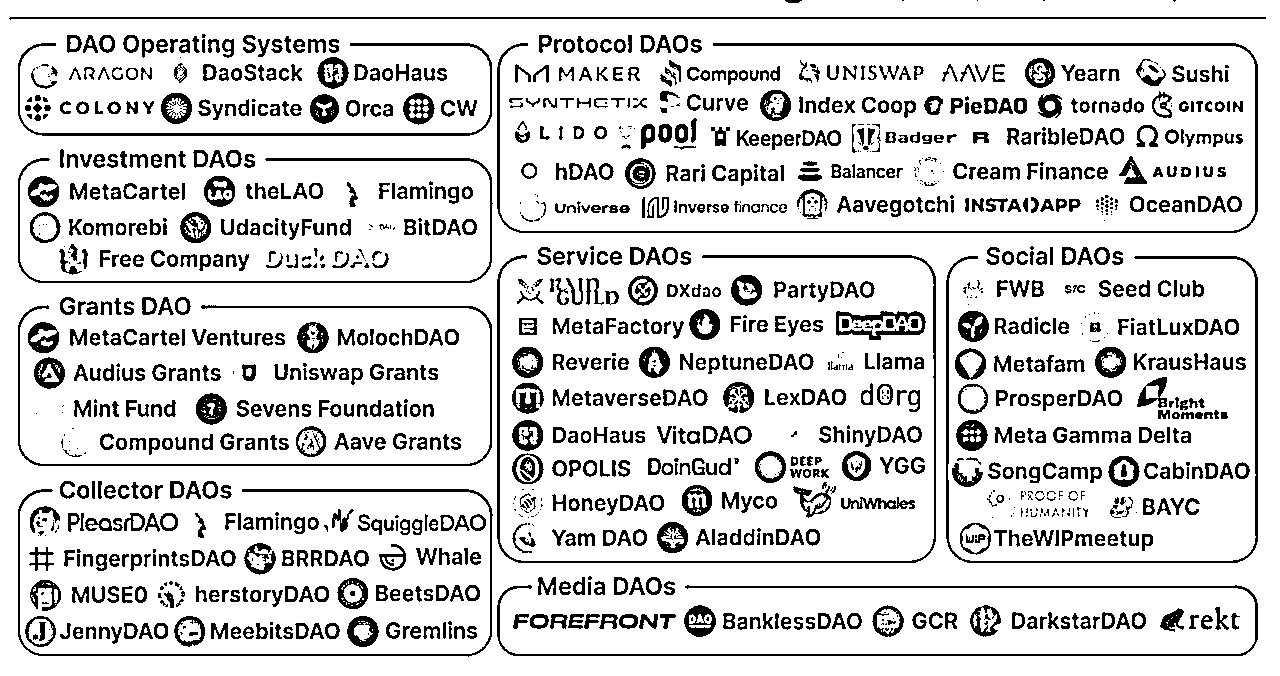 DAO Operating Systems
ARAGON DaoStack DaoHaus
COLONY Syndicate Orca CW
Investment DAOs
MetaCartel theLAO Flamingo
Komorebi UdacityFund BitDAO
Free Company Duck DAO
Grants DAO
MetaCartel Ventures MolochDAO
Audius Grants Uniswap Grants
Mint Fund Sevens Foundation
Compound Grants Aave Grants
Collector DAOs
PleasrDAO Flamingo SquiggleDAO
FingerprintsDAO BRRDAO Whale
MUSE0 herstoryDAO BeetsDAO
JennyDAO MeebitsDAO Gremlins
Protocol DAOs
MAKER Compound UNISWAP AAVE Yearn Sushi
SYNTHETIX Curve Index Coop PieDAO tornado GITCOIN
LIDO pool KeeperDAO Badger R RaribleDAO Olympus
hDAO Rari Capital Balancer Cream Finance AUDIUS
Universe Inverse finance Aavegotchi INSTADAPP OceanDAO
Service DAOs
RAID GUILD DXdao PartyDAO
MetaFactory Fire Eyes DeepDAO
Reverie NeptuneDAO llama Llama
MetaverseDAO LexDAO dOrg
DaoHaus VitaDAO ShinyDAO
OPOLIS DoinGud DEEP WORK YGG
HoneyDAO Myco UniWhales
Yam DAO AladdinDAO
Social DAOs
FWB S/C Seed Club
Radicle FiatLuxDAO
Metafam KrausHaus
ProsperDAO Bright Moments
Meta Gamma Delta
SongCamp CabinDAO
PROOF OF HUMANITY BAYC
WIP TheWIPmeetup
Media DAOs
FOREFRONT DAO BanklessDAO GCR DarkstarDAO rekt